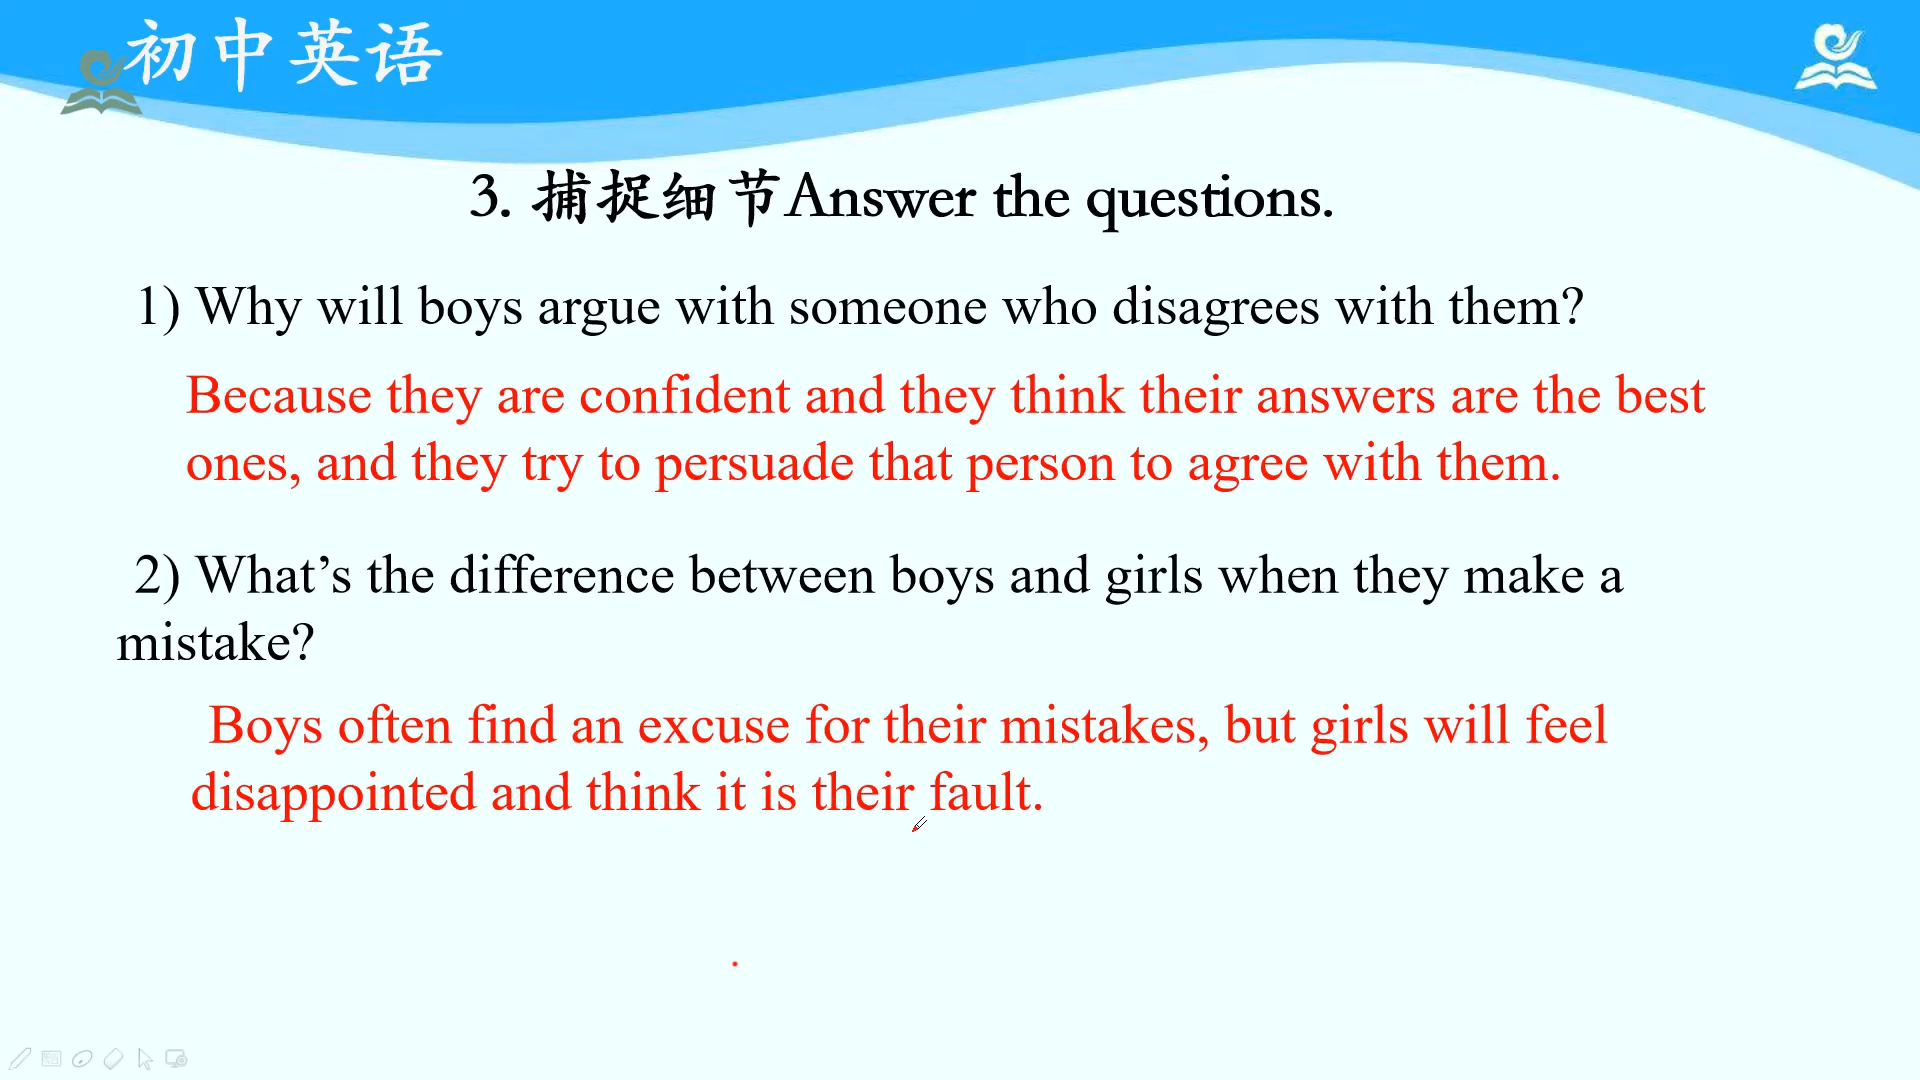 初中英语
3. 捕捉细节Answer the questions.
1) Why will boys argue with someone who disagrees with them?
Because they are confident and they think their answers are the best
ones, and they try to persuade that person to agree with them.
2) What’s the difference between boys and girls when they make a
mistake?
Boys often find an excuse for their mistakes, but girls will feel
disappointed and think it is their fault.